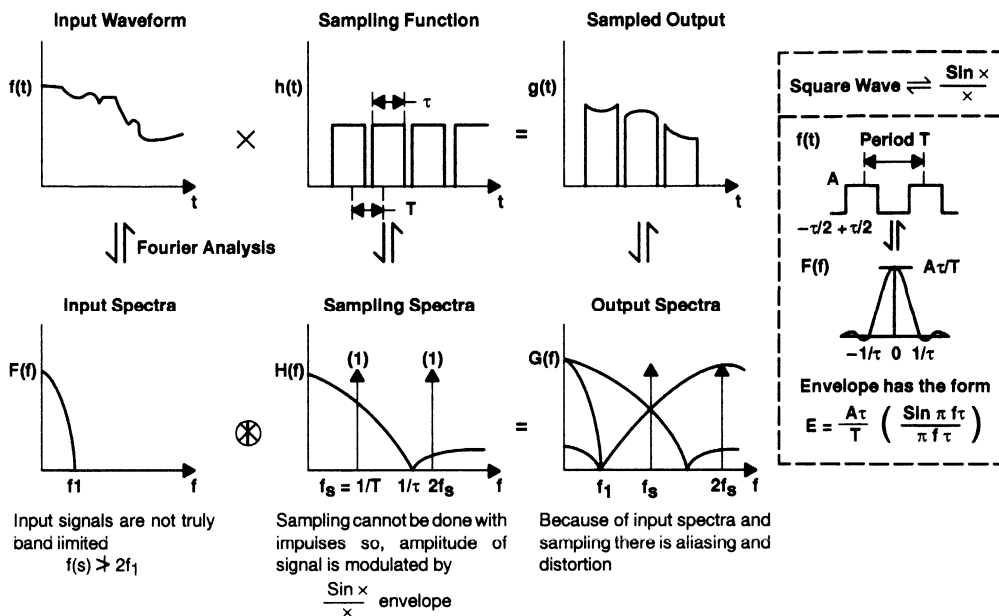 Input Waveform
Sampling Function
Sampled Output
f(t)
t
×
h(t)
τ
T
t
=
g(t)
t
Fourier Analysis
Input Spectra
Sampling Spectra
Output Spectra
F(f)
f1
f
H(f)
(1)
(1)
fs = 1/T
1/τ
2fs
f
=
G(f)
f1
fs
2fs
f
Input signals are not truly
band limited
f(s) ≯ 2f1
Sampling cannot be done with
impulses so, amplitude of
signal is modulated by
Sin x / x envelope
Because of input spectra and
sampling there is aliasing and
distortion
Square Wave ⇌ Sin x / x
f(t)
Period T
A
−τ/2 +τ/2
F(f)
Aτ/T
−1/τ 0 1/τ
Envelope has the form
E = Aτ/T ( Sin π fτ / π f τ )